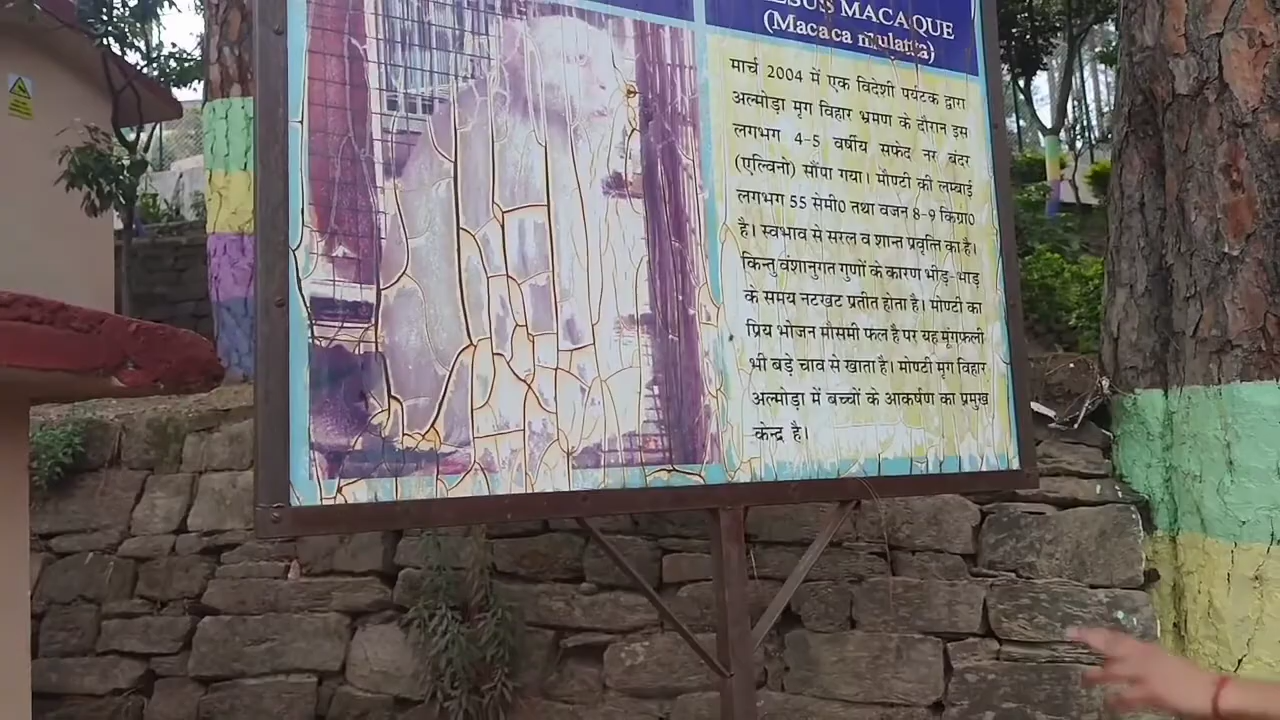 MACAQUE
(Macaca mulatta)
मार्च 2004 में एक विदेशी पर्यटक द्वारा
अल्मोड़ा मृग विहार भ्रमण के दौरान इस
लगभग 4-5 वर्षीय सफेद नर बंदर
(एल्विनो) सौंपा गया। मौण्टी की लम्बाई
लगभग 55 सेमी0 तथा वजन 8-9 किग्रा0
है। स्वभाव से सरल व शान्त प्रवृत्ति का है।
किन्तु वंशानुगत गुणों के कारण भीड़-भाड़
के समय नटखट प्रतीत होता है। मोण्टी का
प्रिय भोजन मौसमी फल है पर यह मूंगफली
भी बड़े चाव से खाता है। मोण्टी मृग विहार
अल्मोड़ा में बच्चों के आकर्षण का प्रमुख
केन्द्र है।